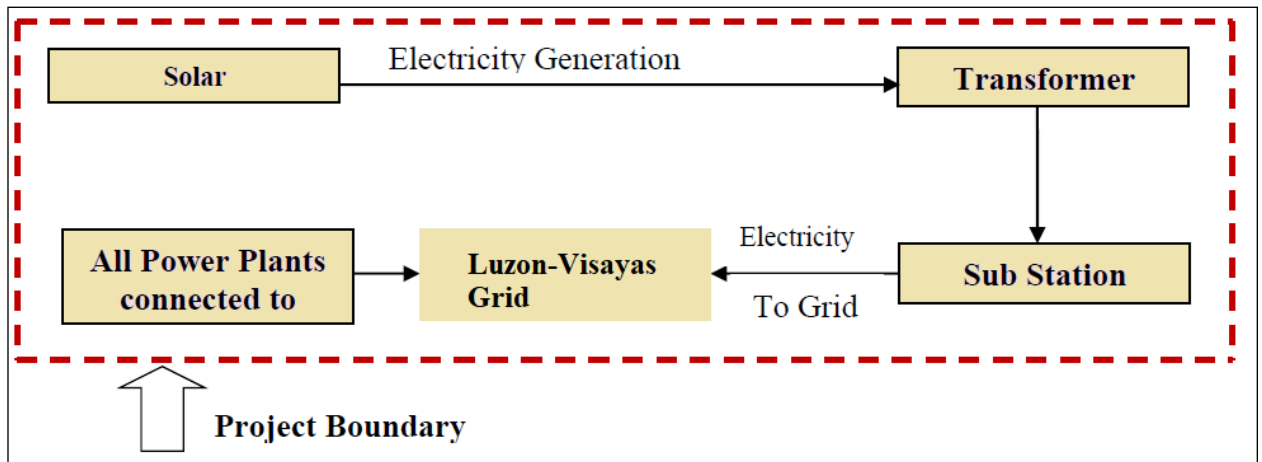 Solar
Electricity Generation
Transformer
All Power Plants
connected to
Luzon-Visayas
Grid
Electricity
To Grid
Sub Station
Project Boundary